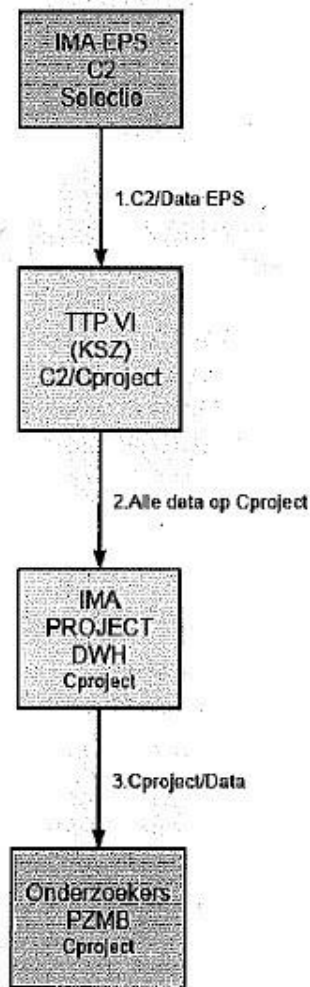 IMA EPS
C2
Selectie
1.C2/Data EPS
TTP VI
(KSZ)
C2/Cproject
2.Alle data op Cproject
IMA
PROJECT
DWH
Cproject
3.Cproject/Data
Onderzoekers
PZMB
Cproject